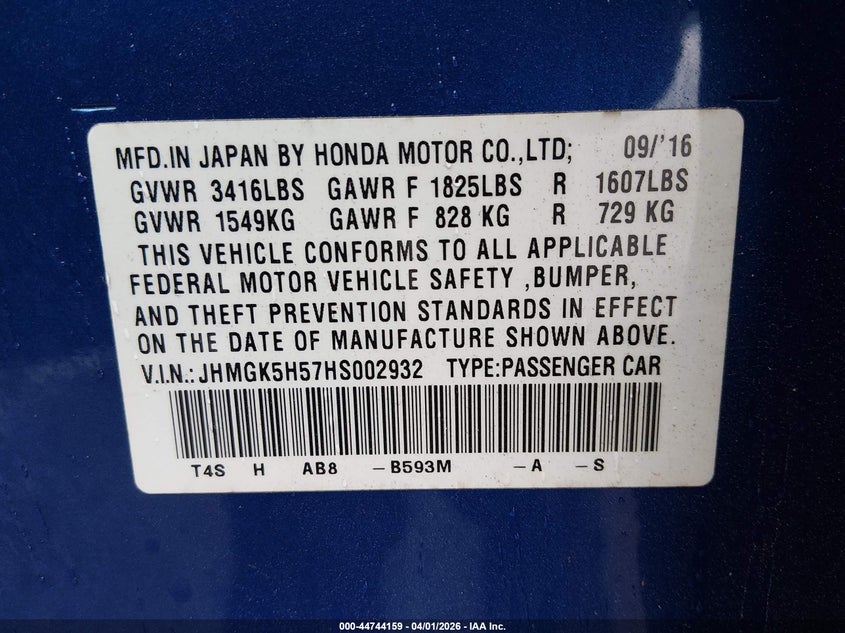 MFD.IN JAPAN BY HONDA MOTOR CO.,LTD; 09/'16
GVWR 3416LBS GAWR F 1825LBS R 1607LBS
GVWR 1549KG GAWR F 828 KG R 729 KG
THIS VEHICLE CONFORMS TO ALL APPLICABLE
FEDERAL MOTOR VEHICLE SAFETY ,BUMPER,
AND THEFT PREVENTION STANDARDS IN EFFECT
ON THE DATE OF MANUFACTURE SHOWN ABOVE.
V.I.N.: JHMGK5H57HS002932 TYPE:PASSENGER CAR
T4S H AB8 -B593M -A -S
000-44744159 | 04/01/2026 - IAA Inc.